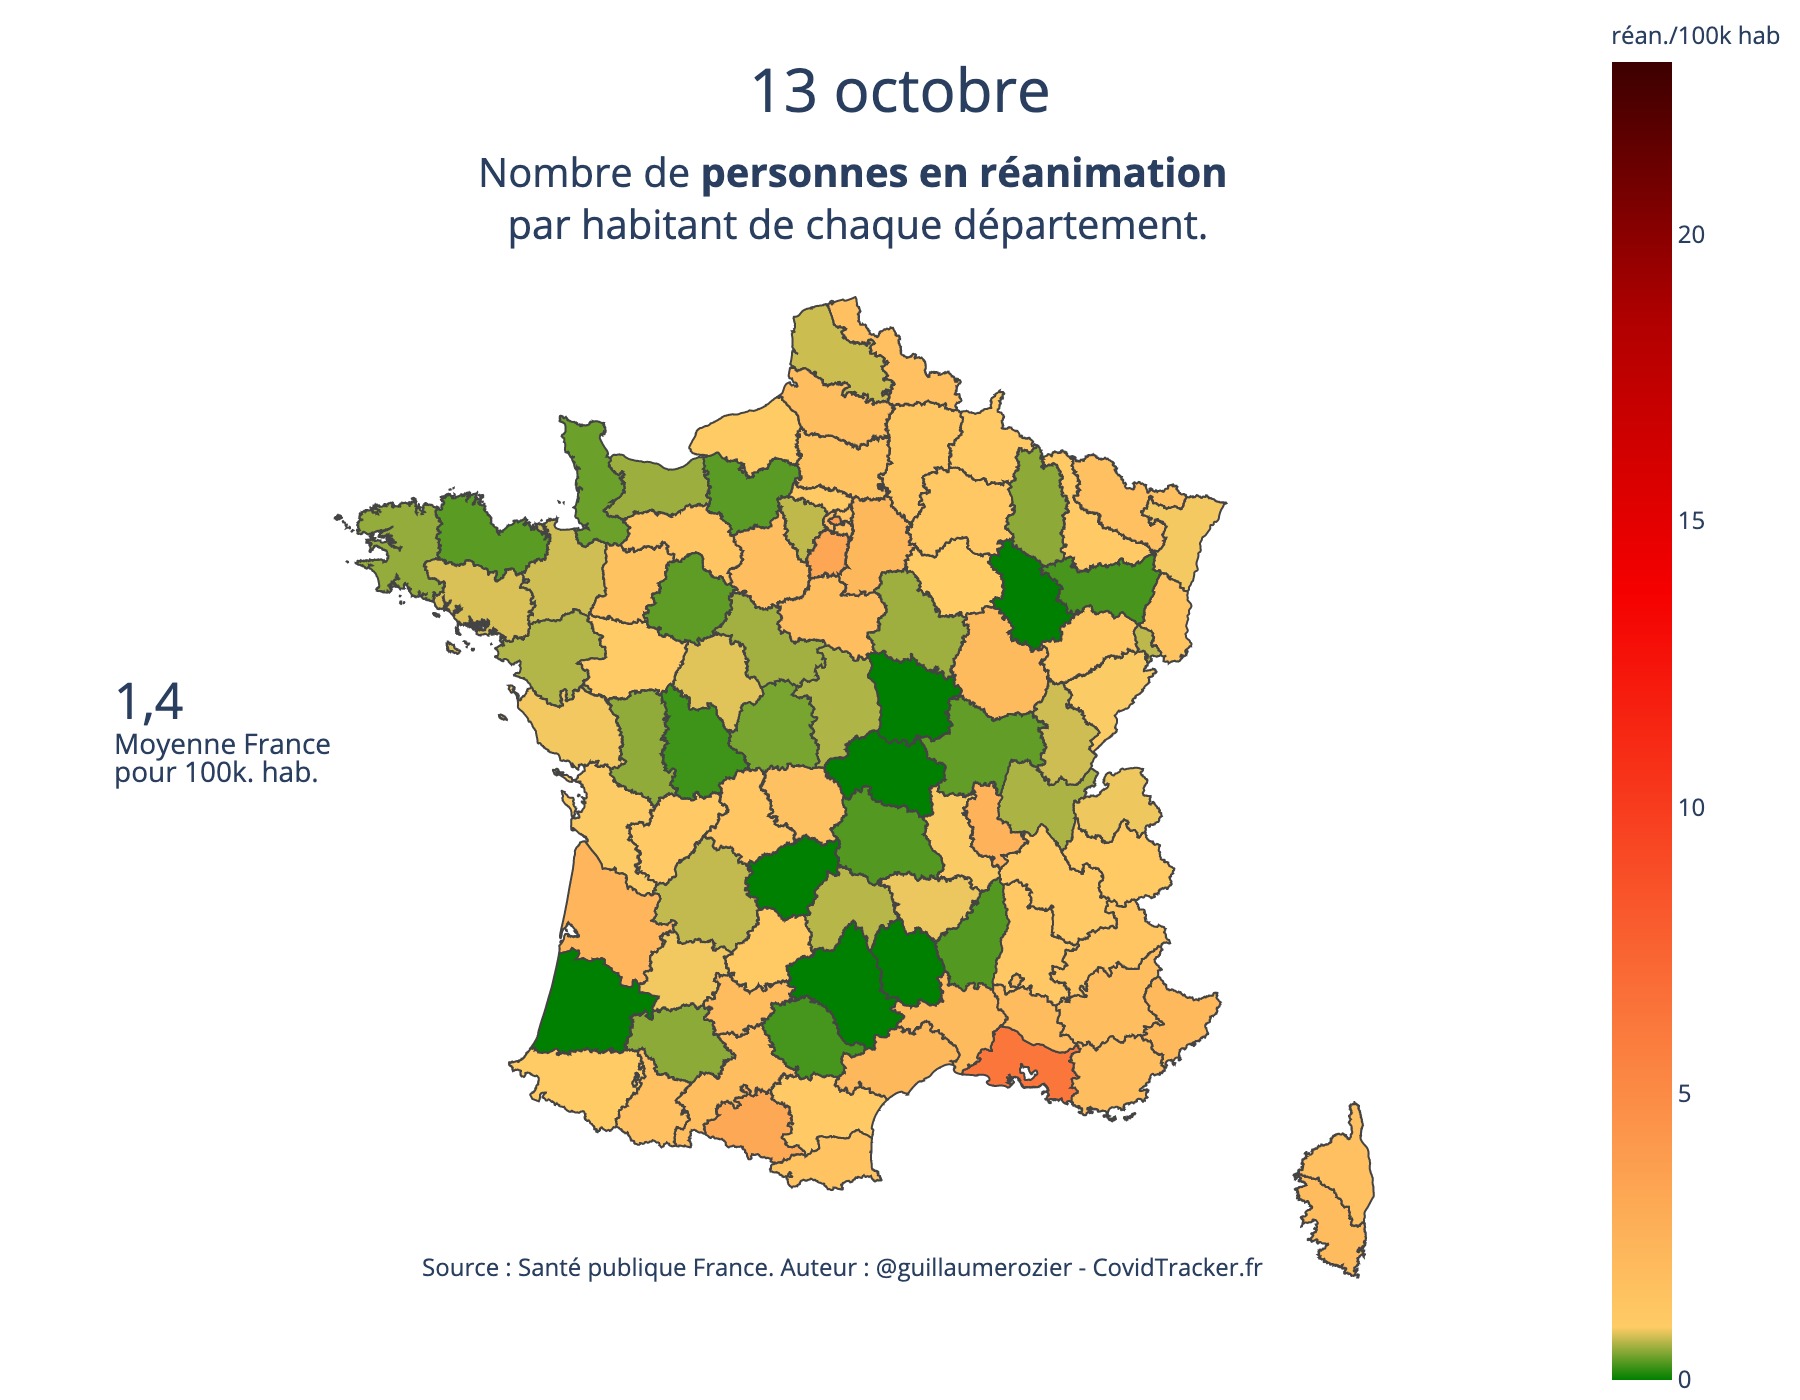 réan./100k hab
13 octobre
Nombre de personnes en réanimation
par habitant de chaque département.
20
15
1,4
Moyenne France
pour 100k. hab.
10
5
Source : Santé publique France. Auteur : @guillaumerozier - CovidTracker.fr
0